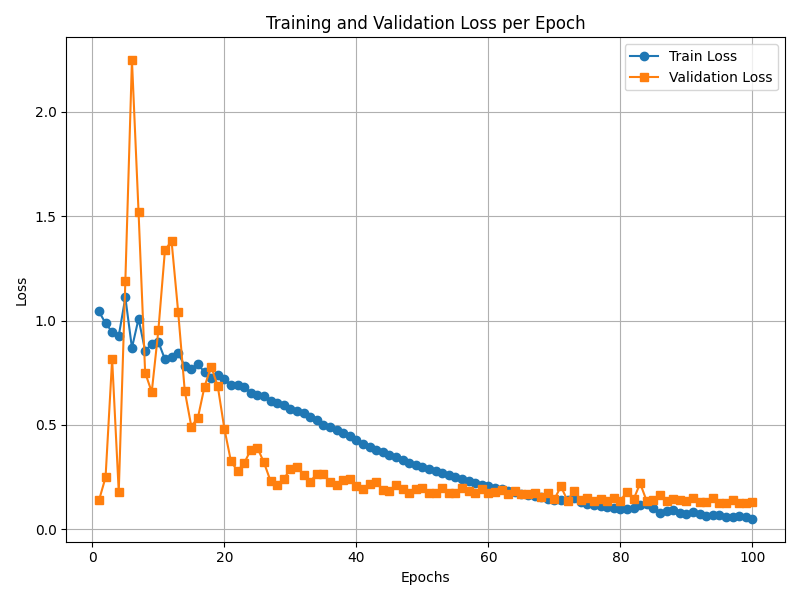 Training and Validation Loss per Epoch
Train Loss
Validation Loss
2.0
1.5
1.0
0.5
0.0
Loss
0 20 40 60 80 100
Epochs